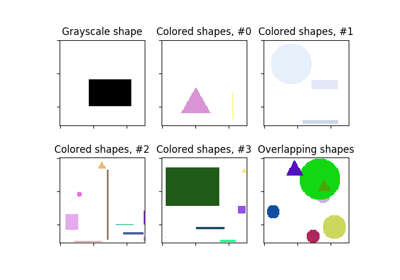 Grayscale shape
Colored shapes, #0
Colored shapes, #1
Colored shapes, #2
Colored shapes, #3
Overlapping shapes